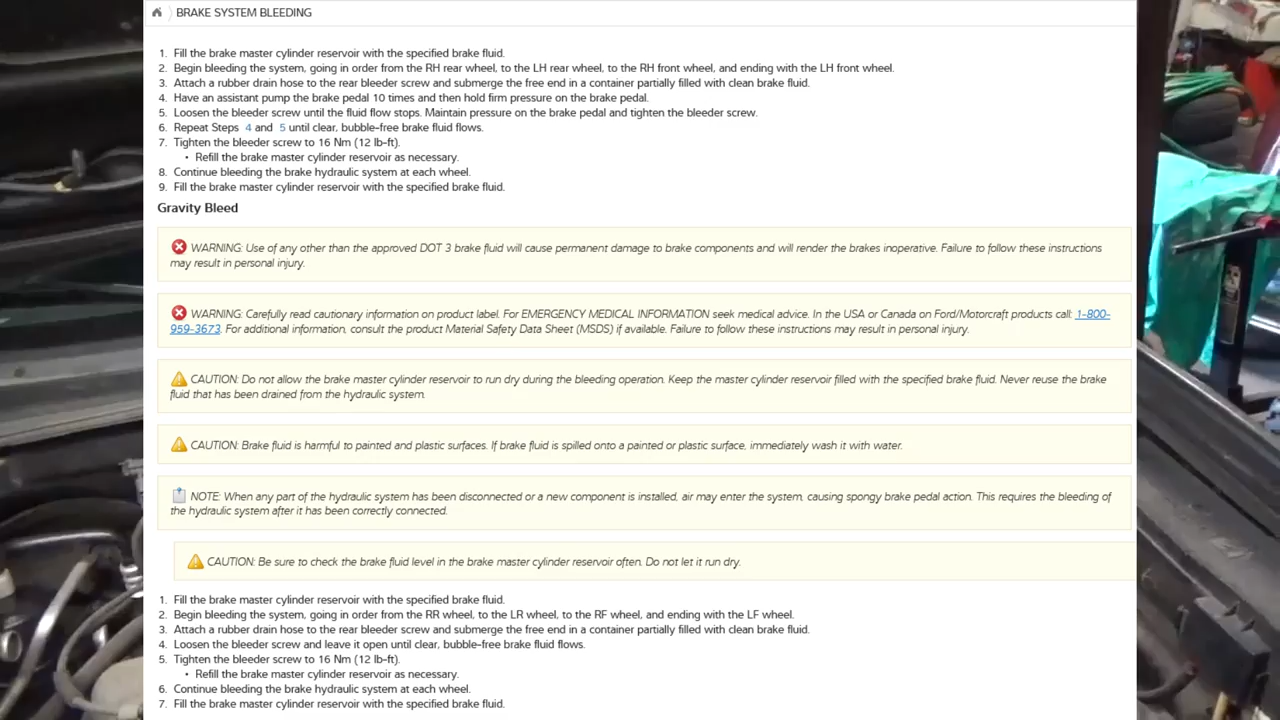 BRAKE SYSTEM BLEEDING
1. Fill the brake master cylinder reservoir with the specified brake fluid.
2. Begin bleeding the system, going in order from the RH rear wheel, to the LH rear wheel, to the RH front wheel, and ending with the LH front wheel.
3. Attach a rubber drain hose to the rear bleeder screw and submerge the free end in a container partially filled with clean brake fluid.
4. Have an assistant pump the brake pedal 10 times and then hold firm pressure on the brake pedal.
5. Loosen the bleeder screw until the fluid flow stops. Maintain pressure on the brake pedal and tighten the bleeder screw.
6. Repeat Steps 4 and 5 until clear, bubble-free brake fluid flows.
7. Tighten the bleeder screw to 16 Nm (12 lb-ft).
• Refill the brake master cylinder reservoir as necessary.
8. Continue bleeding the brake hydraulic system at each wheel.
9. Fill the brake master cylinder reservoir with the specified brake fluid.
Gravity Bleed
WARNING: Use of any other than the approved DOT 3 brake fluid will cause permanent damage to brake components and will render the brakes inoperative. Failure to follow these instructions
may result in personal injury.
WARNING: Carefully read cautionary information on product label. For EMERGENCY MEDICAL INFORMATION seek medical advice. In the USA or Canada on Ford/Motorcraft products call: 1-800-
959-3673. For additional information, consult the product Material Safety Data Sheet (MSDS) if available. Failure to follow these instructions may result in personal injury.
CAUTION: Do not allow the brake master cylinder reservoir to run dry during the bleeding operation. Keep the master cylinder reservoir filled with the specified brake fluid. Never reuse the brake
fluid that has been drained from the hydraulic system.
CAUTION: Brake fluid is harmful to painted and plastic surfaces. If brake fluid is spilled onto a painted or plastic surface, immediately wash it with water.
NOTE: When any part of the hydraulic system has been disconnected or a new component is installed, air may enter the system, causing spongy brake pedal action. This requires the bleeding of
the hydraulic system after it has been correctly connected.
CAUTION: Be sure to check the brake fluid level in the brake master cylinder reservoir often. Do not let it run dry.
1. Fill the brake master cylinder reservoir with the specified brake fluid.
2. Begin bleeding the system, going in order from the RR wheel, to the LR wheel, to the RF wheel, and ending with the LF wheel.
3. Attach a rubber drain hose to the rear bleeder screw and submerge the free end in a container partially filled with clean brake fluid.
4. Loosen the bleeder screw and leave it open until clear, bubble-free brake fluid flows.
5. Tighten the bleeder screw to 16 Nm (12 lb-ft).
• Refill the brake master cylinder reservoir as necessary.
6. Continue bleeding the brake hydraulic system at each wheel.
7. Fill the brake master cylinder reservoir with the specified brake fluid.